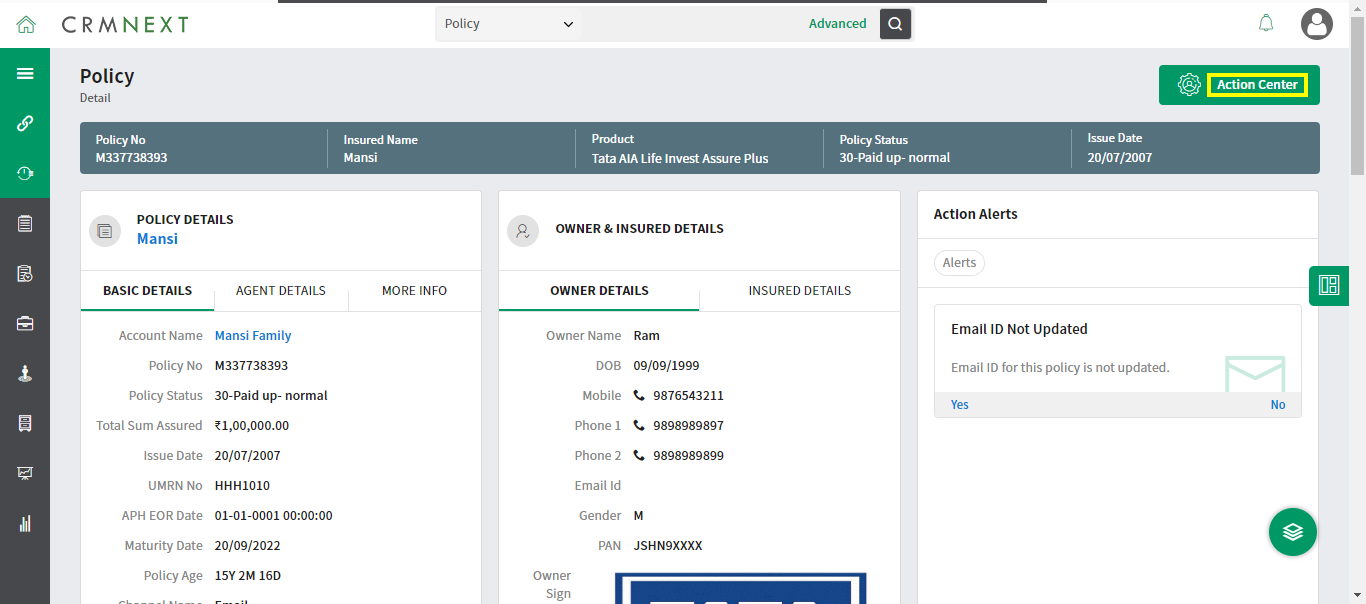 CRMNEXT
Policy
Advanced
Policy
Detail
Action Center
Policy No
M337738393
Insured Name
Mansi
Product
Tata AIA Life Invest Assure Plus
Policy Status
30-Paid up- normal
Issue Date
20/07/2007
POLICY DETAILS
Mansi
BASIC DETAILS AGENT DETAILS MORE INFO
Account Name Mansi Family
Policy No M337738393
Policy Status 30-Paid up- normal
Total Sum Assured ₹1,00,000.00
Issue Date 20/07/2007
UMRN No HHH1010
APH EOR Date 01-01-0001 00:00:00
Maturity Date 20/09/2022
Policy Age 15Y 2M 16D
Channel Name Email
OWNER & INSURED DETAILS
OWNER DETAILS INSURED DETAILS
Owner Name Ram
DOB 09/09/1999
Mobile 9876543211
Phone 1 9898989897
Phone 2 9898989899
Email Id
Gender M
PAN JSHN9XXXX
Owner
Sign
Action Alerts
Alerts
Email ID Not Updated
Email ID for this policy is not updated.
Yes No